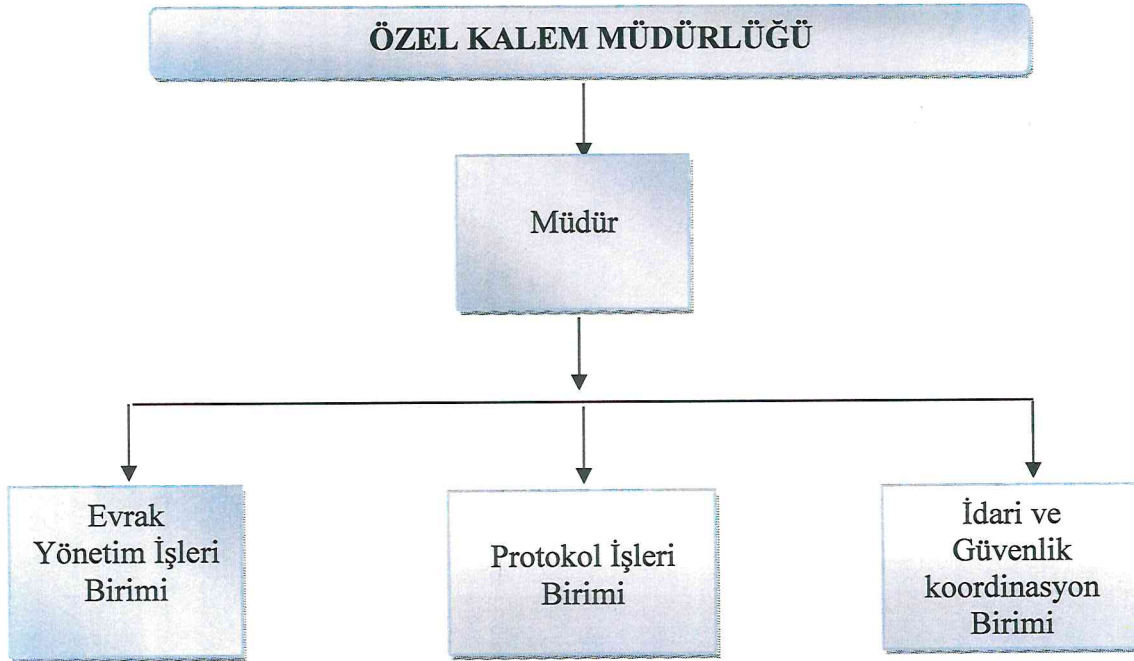 ÖZEL KALEM MÜDÜRLÜĞÜ
Müdür
Evrak
Yönetim İşleri
Birimi
Protokol İşleri
Birimi
İdari ve
Güvenlik
koordinasyon
Birimi